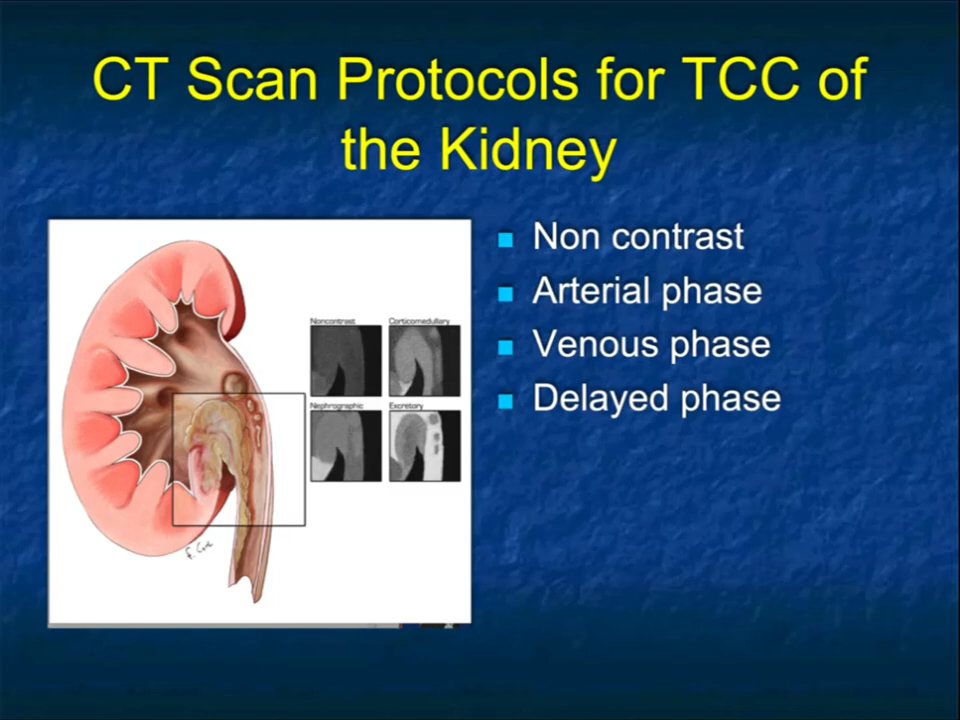 CT Scan Protocols for TCC of
the Kidney
Non contrast
Arterial phase
Venous phase
Delayed phase
Noncontrast
Corticomedullary
Nephrographic
Excretory